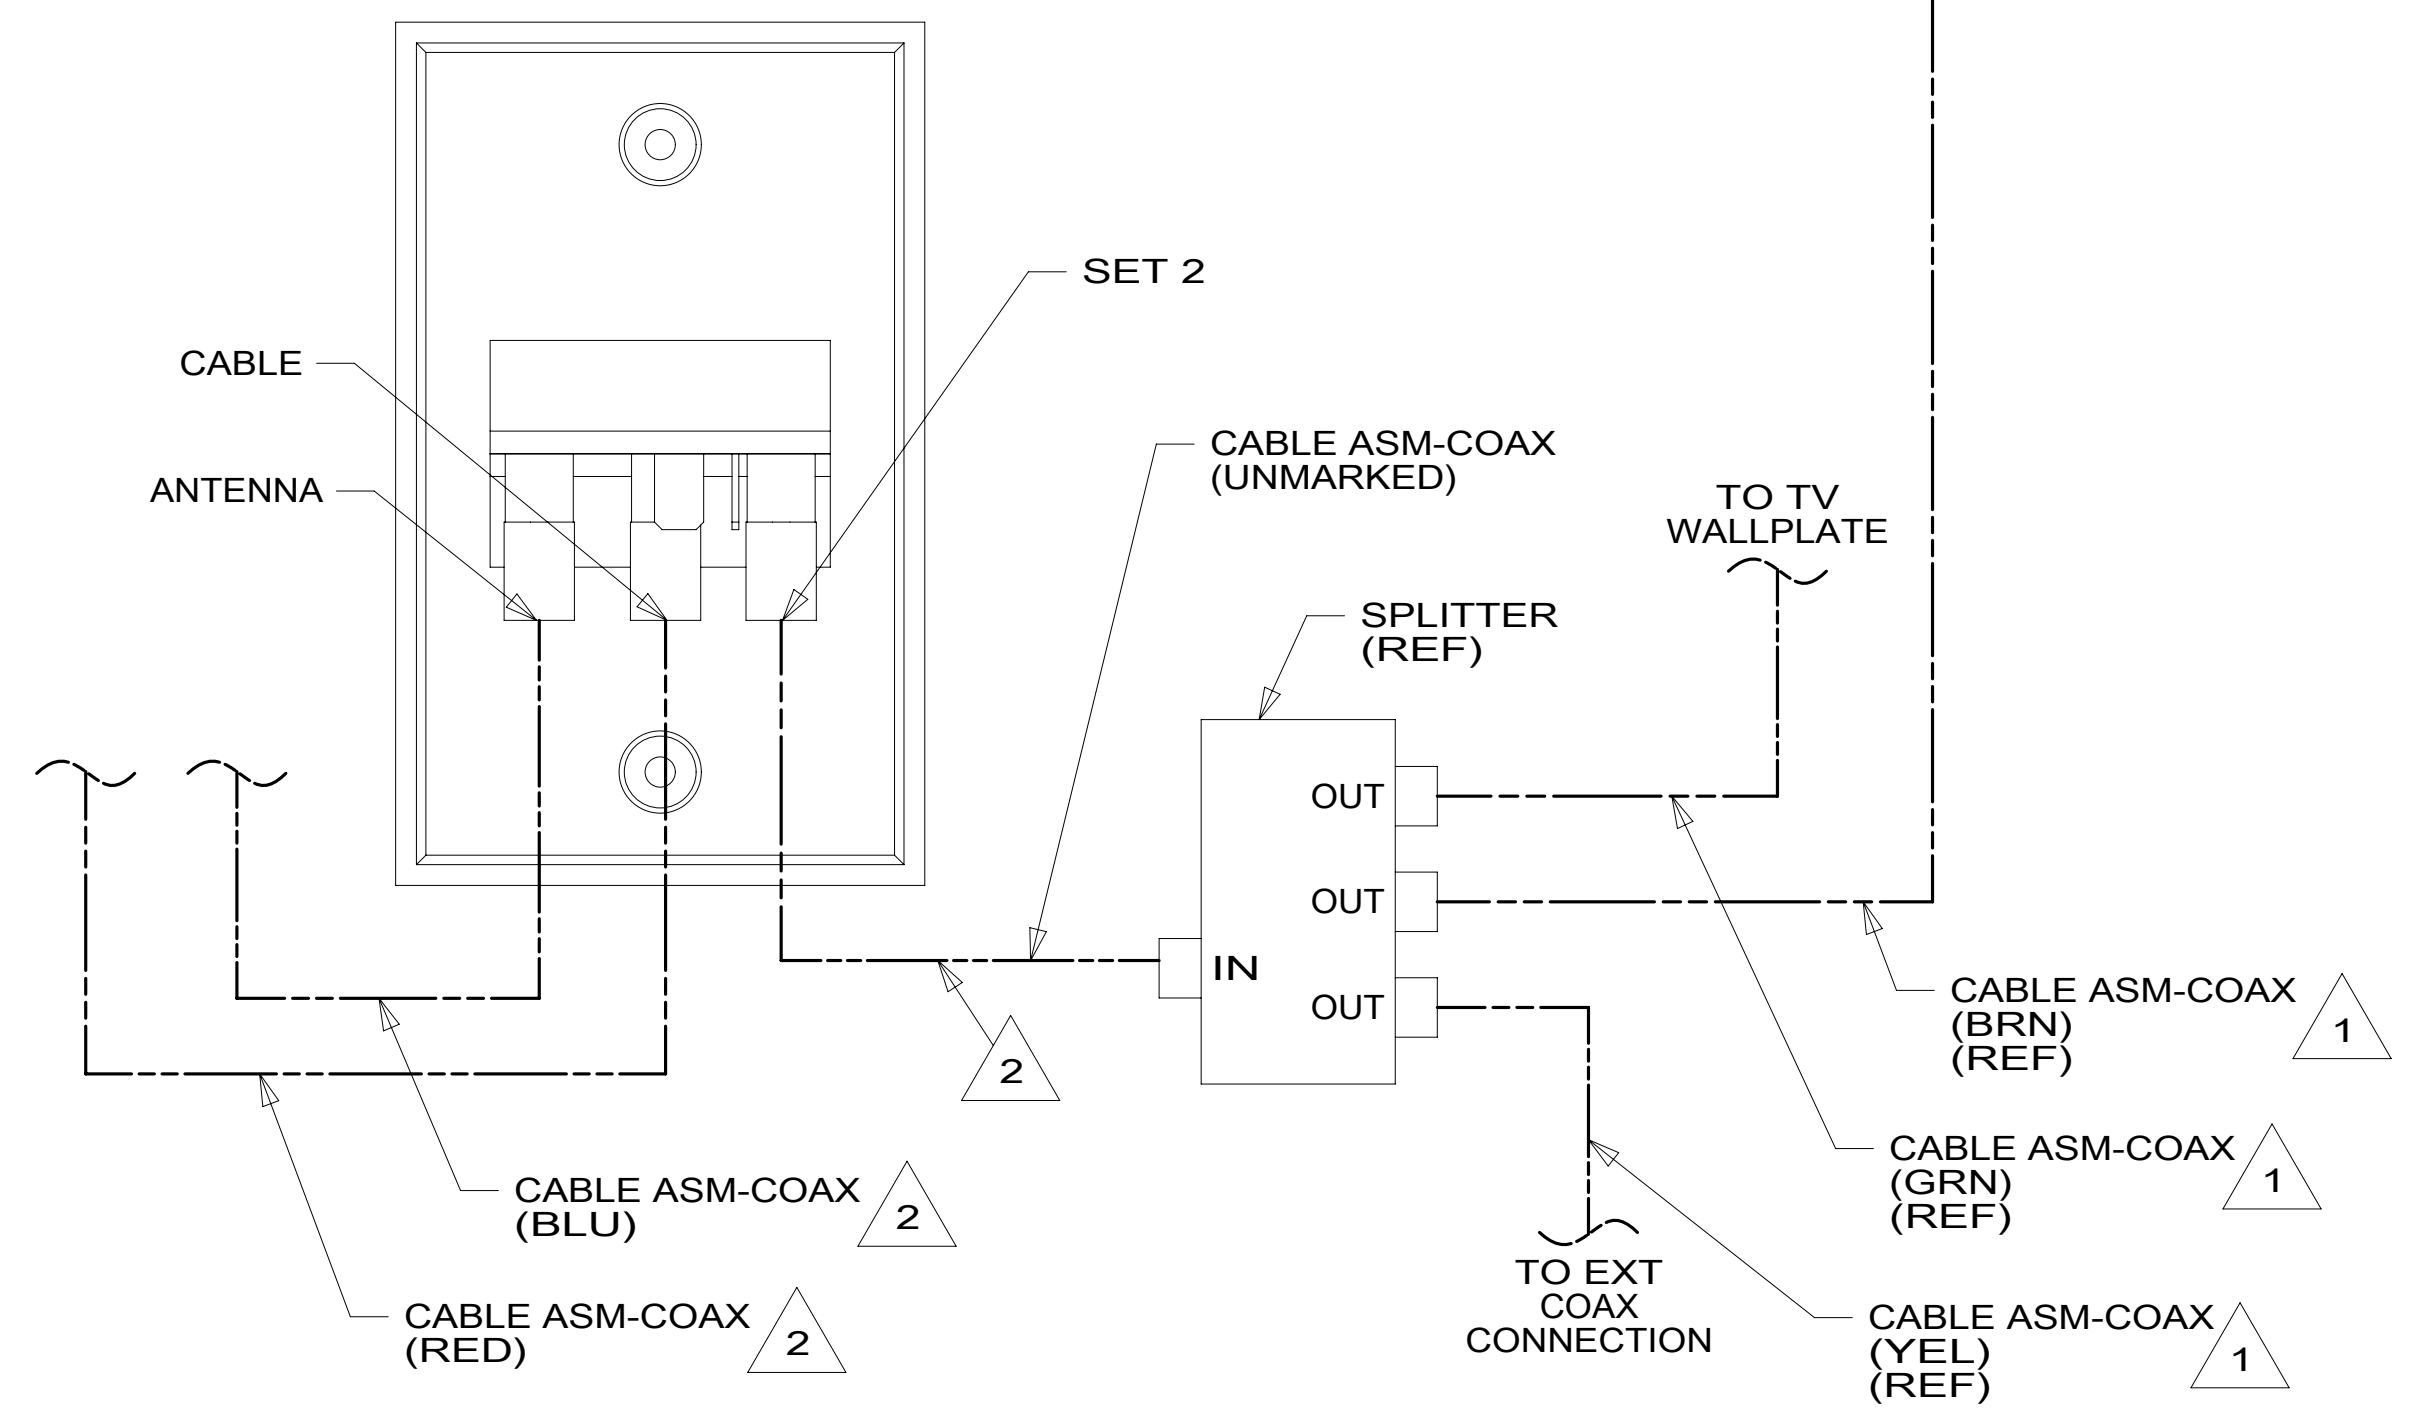 SET 2
CABLE
ANTENNA
CABLE ASM-COAX
(UNMARKED)
TO TV
WALLPLATE
SPLITTER
(REF)
OUT
OUT
IN
OUT
2
CABLE ASM-COAX
(BRN)
(REF)
1
CABLE ASM-COAX
(GRN)
(REF)
1
CABLE ASM-COAX
(BLU)
2
TO EXT
COAX
CONNECTION
CABLE ASM-COAX
(RED)
2
CABLE ASM-COAX
(YEL)
(REF)
1